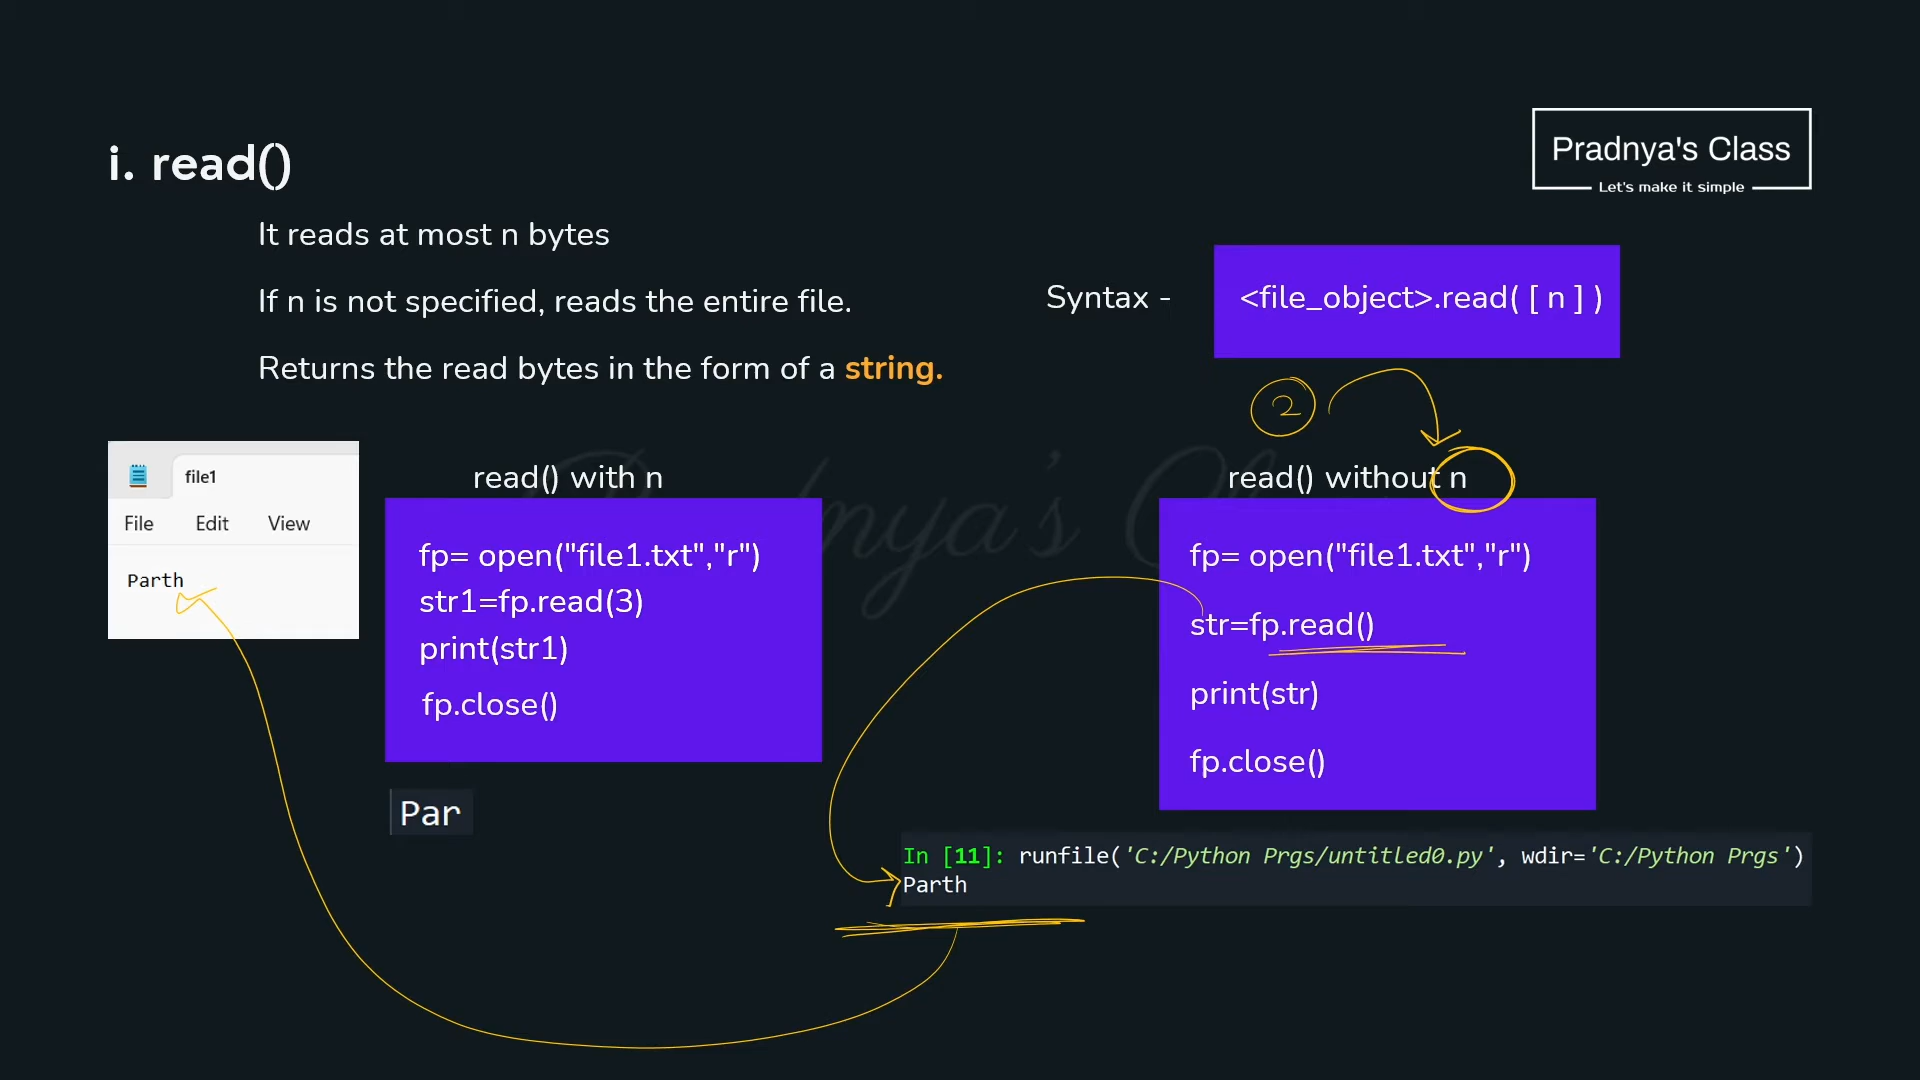 i. read()
Pradnya's Class
Let's make it simple
It reads at most n bytes
If n is not specified, reads the entire file.
Returns the read bytes in the form of a string.
Syntax -
<file_object>.read( [ n ] )
2
file1
File Edit View
Parth
read() with n
fp= open("file1.txt","r")
str1=fp.read(3)
print(str1)
fp.close()
Par
read() without n
fp= open("file1.txt","r")
str=fp.read()
print(str)
fp.close()
In [11]: runfile('C:/Python Prgs/untitled0.py', wdir='C:/Python Prgs')
Parth
Pradnya's Cl